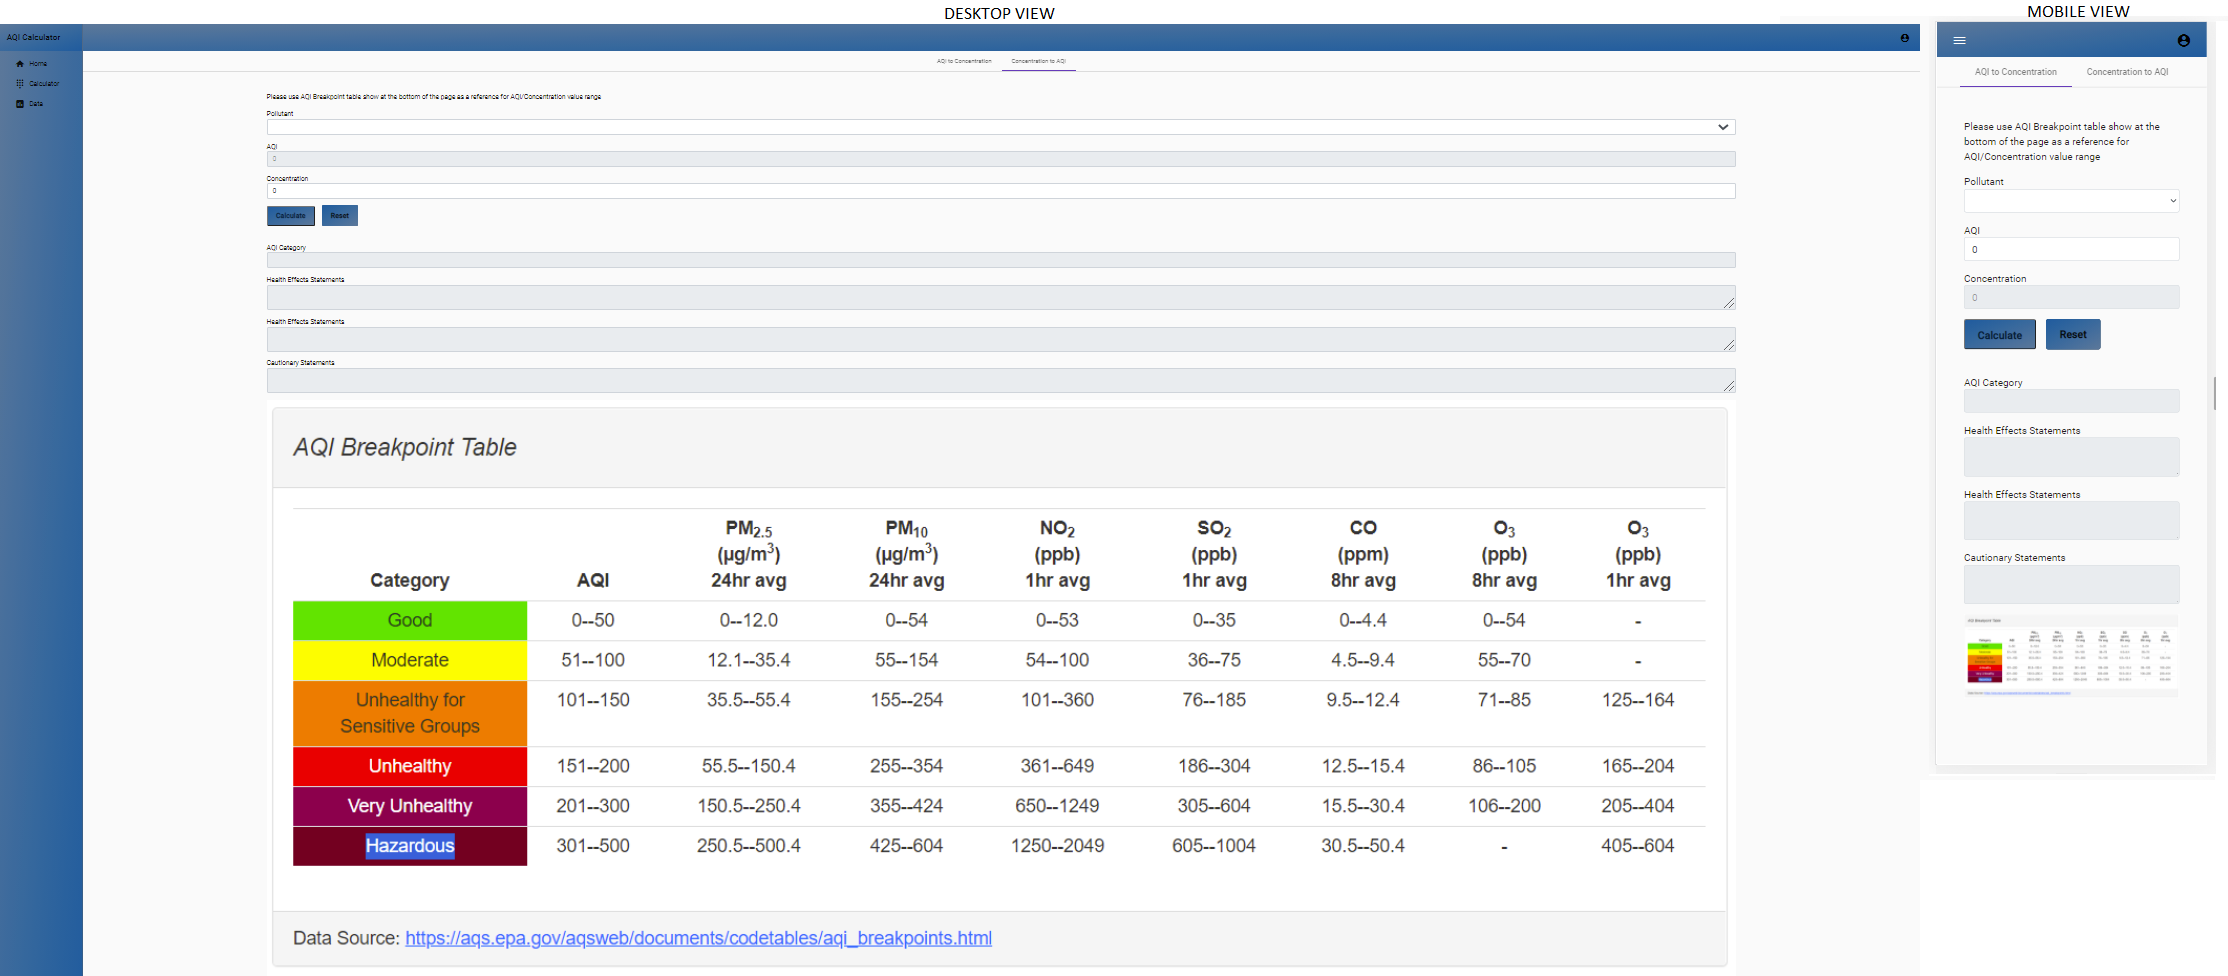 DESKTOP VIEW
AQI Calculator
Home
Calculator
Data
AQI to Concentration
Concentration to AQI
Please use AQI Breakpoint table show at the bottom of the page as a reference for AQI/Concentration value range
Pollutant
AQI
0
Concentration
0
Calculate
Reset
AQI Category
Health Effects Statements
Health Effects Statements
Cautionary Statements
AQI Breakpoint Table
Category AQI PM2.5 (µg/m³) 24hr avg PM10 (µg/m³) 24hr avg NO2 (ppb) 1hr avg SO2 (ppb) 1hr avg CO (ppm) 8hr avg O3 (ppb) 8hr avg O3 (ppb) 1hr avg
Good 0--50 0--12.0 0--54 0--53 0--35 0--4.4 0--54 -
Moderate 51--100 12.1--35.4 55--154 54--100 36--75 4.5--9.4 55--70 -
Unhealthy for Sensitive Groups 101--150 35.5--55.4 155--254 101--360 76--185 9.5--12.4 71--85 125--164
Unhealthy 151--200 55.5--150.4 255--354 361--649 186--304 12.5--15.4 86--105 165--204
Very Unhealthy 201--300 150.5--250.4 355--424 650--1249 305--604 15.5--30.4 106--200 205--404
Hazardous 301--500 250.5--500.4 425--604 1250--2049 605--1004 30.5--50.4 - 405--604
Data Source: https://aqs.epa.gov/aqsweb/documents/codetables/aqi_breakpoints.html
MOBILE VIEW
AQI to Concentration
Concentration to AQI
Please use AQI Breakpoint table show at the
bottom of the page as a reference for
AQI/Concentration value range
Pollutant
AQI
0
Concentration
0
Calculate
Reset
AQI Category
Health Effects Statements
Health Effects Statements
Cautionary Statements
AQI Breakpoint Table